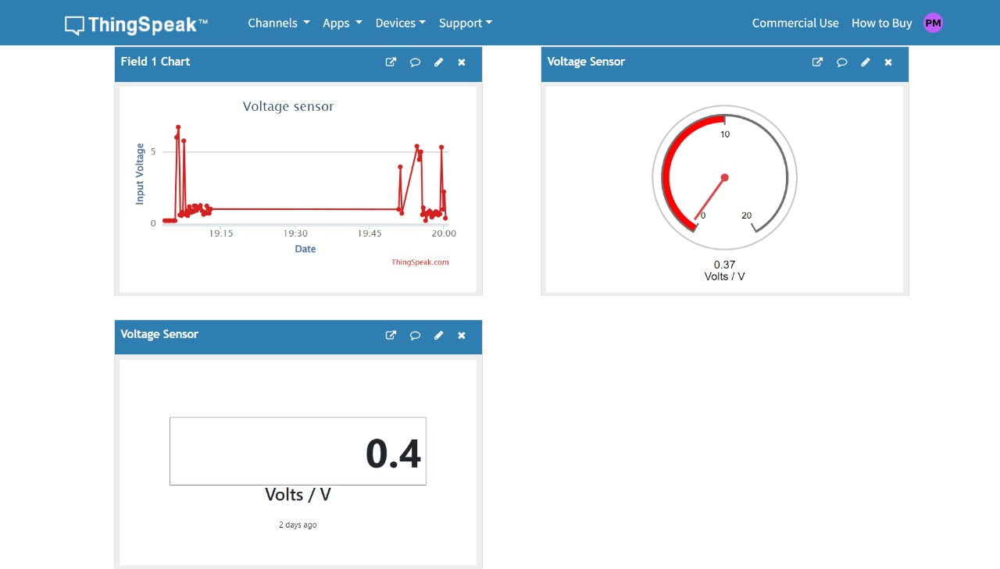 ThingSpeak™ Channels Apps Devices Support Commercial Use How to Buy PM
Field 1 Chart
Voltage sensor
Input Voltage
5
0
19:15 19:30 19:45 20:00
Date
ThingSpeak.com
Voltage Sensor
10
0 20
0.37
Volts / V
Voltage Sensor
0.4
Volts / V
2 days ago